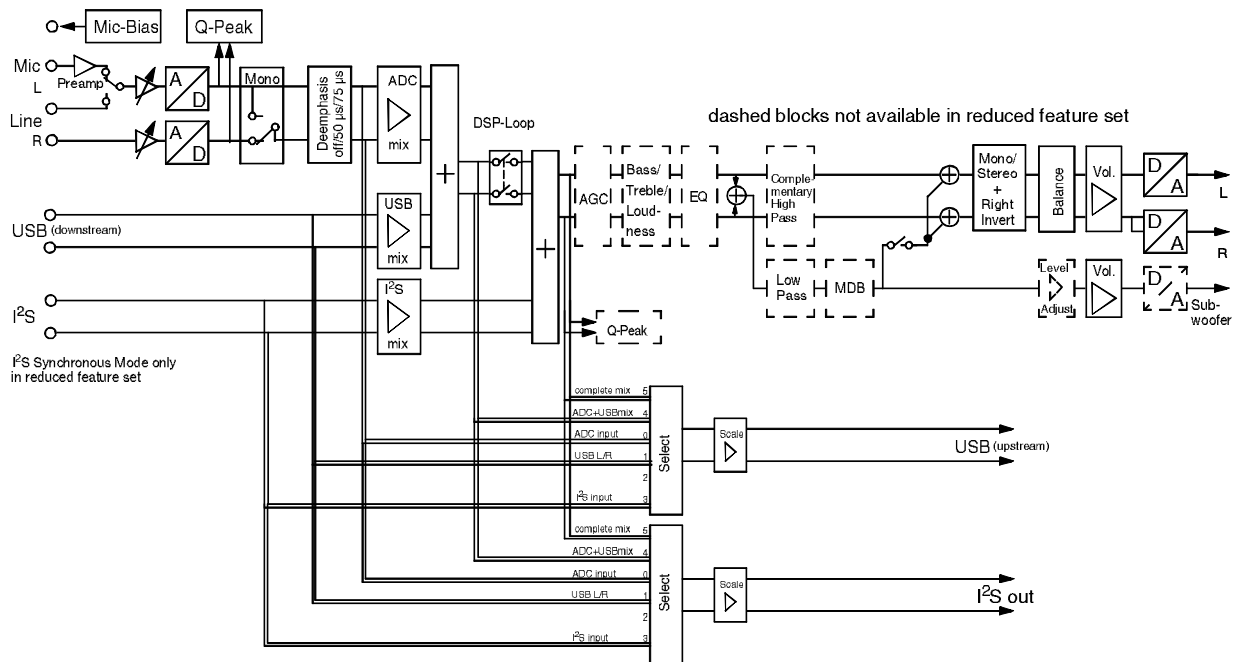 Mic-Bias
Q-Peak
Mic
L
Preamp
Line
R
A
D
A
D
Mono
Deemphasis
off/50 µs/75 µs
ADC
mix
DSP-Loop
dashed blocks not available in reduced feature set
USB (downstream)
USB
mix
+
+
AGC
Bass/
Treble/
Loud-
ness
EQ
Comple-
mentary
High
Pass
Mono/
Stereo
+
Right
Invert
Balance
Vol.
D
A
L
D
A
R
I²S
I²S
mix
Low
Pass
MDB
Level
Adjust
Vol.
D
A
Sub-
woofer
Q-Peak
I²S Synchronous Mode only
in reduced feature set
complete mix 5
ADC+USBmix 4
ADC input 0
USB L/R 1
2
I²S input 3
Select
Scale
USB (upstream)
complete mix 5
ADC+USBmix 4
ADC input 0
USB L/R 1
2
I²S input 3
Select
Scale
I²S out